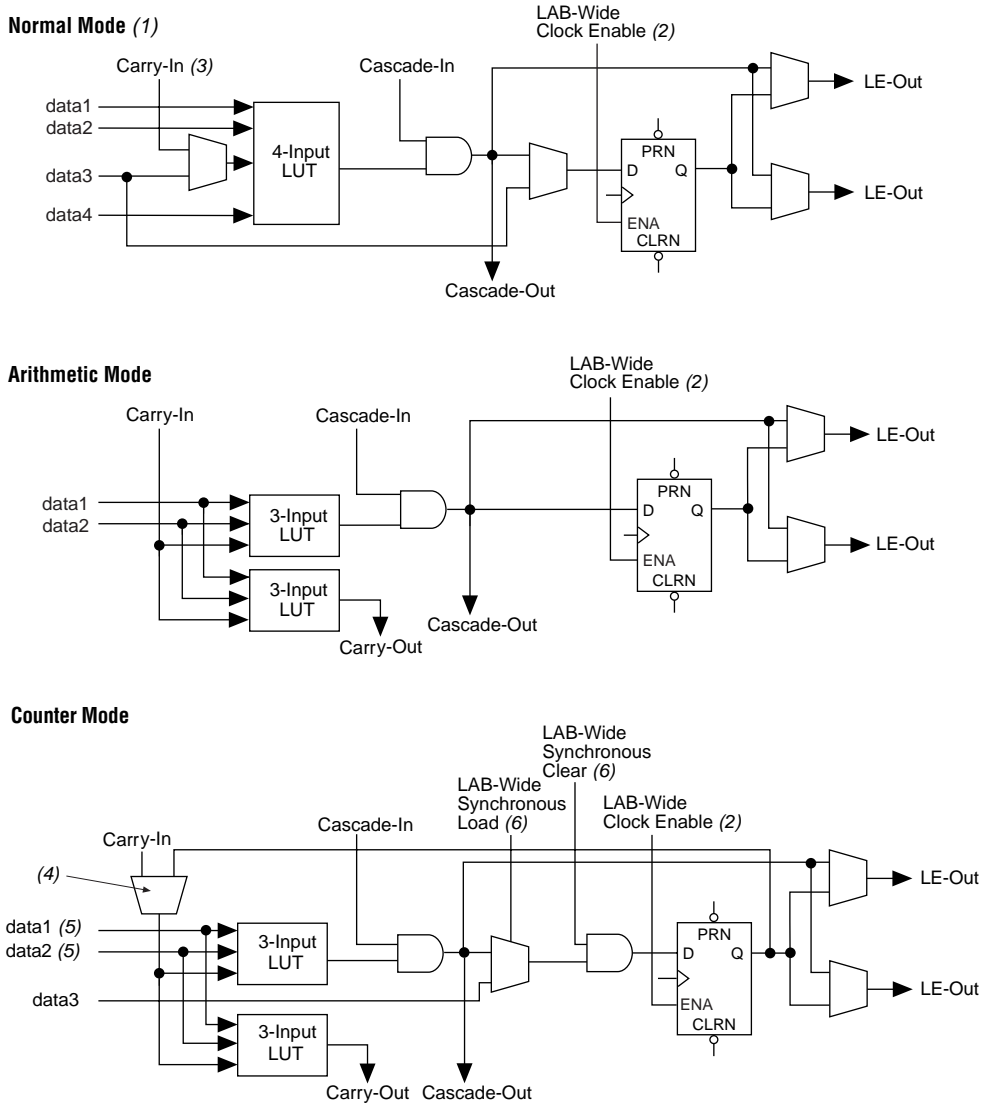 Normal Mode (1)
LAB-Wide
Clock Enable (2)
Carry-In (3)
Cascade-In
LE-Out
data1
data2
4-Input
LUT
PRN
D Q
data3
LE-Out
data4
ENA
CLRN
Cascade-Out
Arithmetic Mode
LAB-Wide
Clock Enable (2)
Carry-In
Cascade-In
LE-Out
PRN
data1
D Q
data2
3-Input
LUT
LE-Out
ENA
CLRN
3-Input
LUT
Cascade-Out
Carry-Out
Counter Mode
LAB-Wide
Synchronous
Clear (6)
LAB-Wide
Synchronous
Load (6)
LAB-Wide
Clock Enable (2)
Cascade-In
Carry-In
(4)
LE-Out
data1 (5)
data2 (5)
3-Input
LUT
PRN
D Q
data3
LE-Out
ENA
CLRN
3-Input
LUT
Carry-Out
Cascade-Out